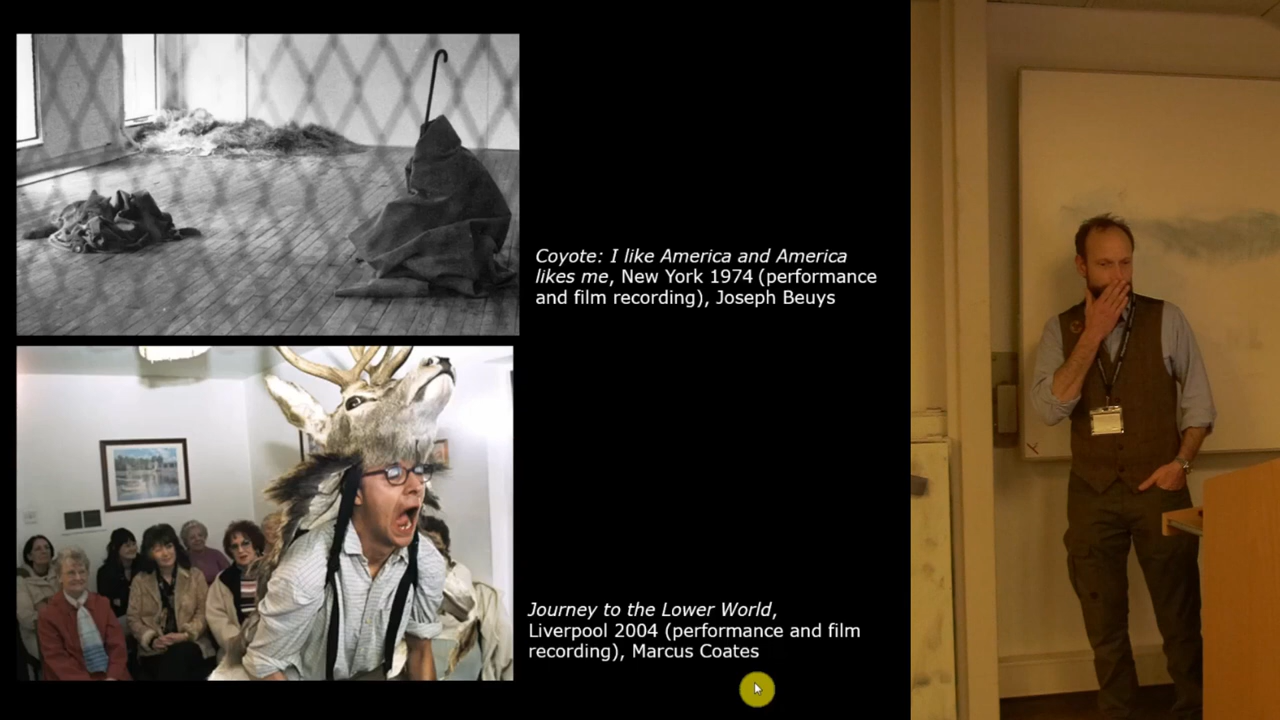 Coyote: I like America and America
likes me, New York 1974 (performance
and film recording), Joseph Beuys
Journey to the Lower World,
Liverpool 2004 (performance and film
recording), Marcus Coates